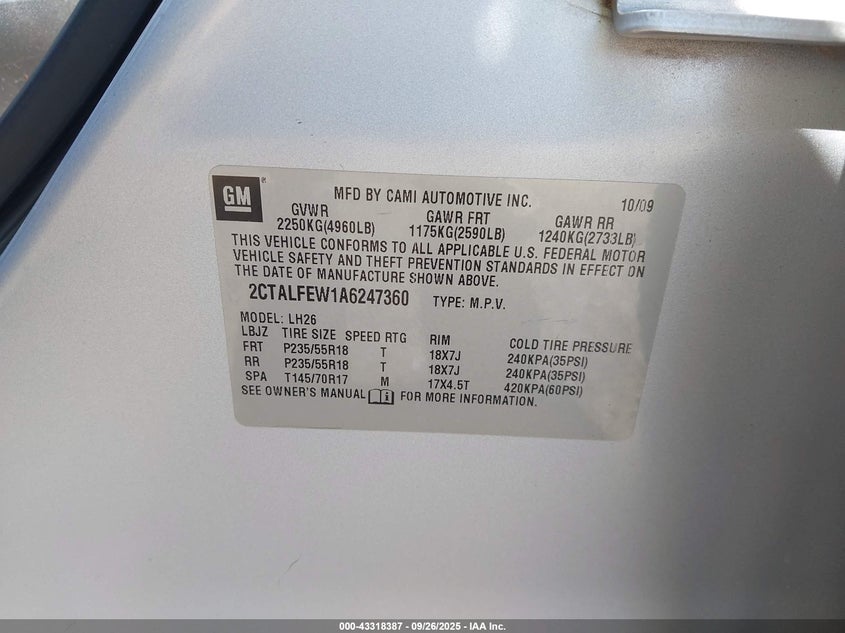 GM
MFD BY CAMI AUTOMOTIVE INC. 10/09
GVWR GAWR FRT GAWR RR
2250KG(4960LB) 1175KG(2590LB) 1240KG(2733LB)
THIS VEHICLE CONFORMS TO ALL APPLICABLE U.S. FEDERAL MOTOR
VEHICLE SAFETY AND THEFT PREVENTION STANDARDS IN EFFECT ON
THE DATE OF MANUFACTURE SHOWN ABOVE.
2CTALFEW1A6247360 TYPE: M.P.V.
MODEL: LH26
LBJZ TIRE SIZE SPEED RTG RIM COLD TIRE PRESSURE
FRT P235/55R18 T 18X7J 240KPA(35PSI)
RR P235/55R18 T 18X7J 240KPA(35PSI)
SPA T145/70R17 M 17X4.5T 420KPA(60PSI)
SEE OWNER'S MANUAL FOR MORE INFORMATION.
000-43318387 - 09/26/2025 - IAA Inc.